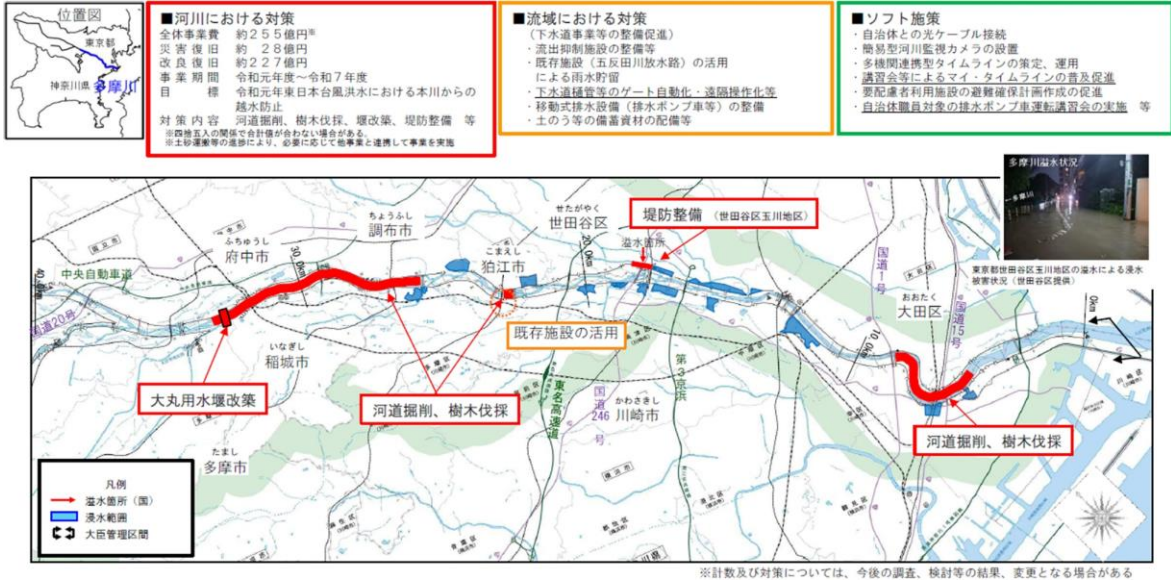 位置図
東京都
神奈川県
多摩川
■河川における対策
全体事業費 約255億円※
災害復旧 約 28億円
改良復旧 約227億円
事業期間 令和元年度～令和7年度
目 標 令和元年東日本台風洪水における本川からの
越水防止
対策内容 河道掘削、樹木伐採、堰改築、堤防整備 等
※四捨五入の関係で合計値が合わない場合がある。
※土砂運搬等の進捗により、必要に応じて他事業と連携して事業を実施
■流域における対策
(下水道事業等の整備促進)
・流出抑制施設の整備等
・既存施設(五反田川放水路)の活用
による雨水貯留
・下水道樋管等のゲート自動化・遠隔操作化等
・移動式排水設備(排水ポンプ車等)の整備
・土のう等の備蓄資材の配備等
■ソフト施策
・自治体との光ケーブル接続
・簡易型河川監視カメラの設置
・多機関連携型タイムラインの策定、運用
・講習会等によるマイ・タイムラインの普及促進
・要配慮者利用施設の避難確保計画作成の促進
・自治体職員対象の排水ポンプ車運転講習会の実施 等
多摩川溢水状況
←多摩川
東京都世田谷区玉川地区の溢水による浸水
被害状況(世田谷区提供)
堤防整備 (世田谷区玉川地区)
溢水箇所
せたがやく
世田谷区
ちょうふし
調布市
こまえし
狛江市
ふちゅうし
府中市
中央自動車道
国道20号
40.0km
30.0km
20.0km
10.0km
0km
国道1号
国道15号
おおたく
大田区
既存施設の活用
いなぎし
稲城市
大丸用水堰改築
河道掘削、樹木伐採
東名高速道
国道246号
第3京浜
かわさきし
川崎市
河道掘削、樹木伐採
たまし
多摩市
凡例
溢水箇所(国)
浸水範囲
大臣管理区間
※計数及び対策については、今後の調査、検討等の結果、変更となる場合がある